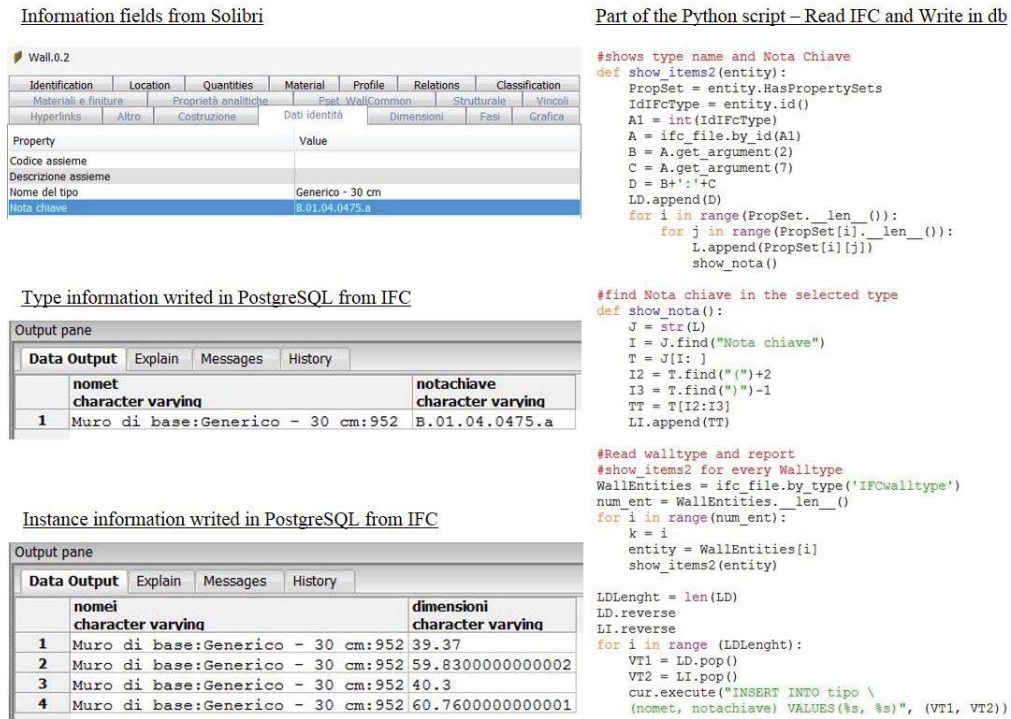 Information fields from Solibri
Wall.0.2
Identification Location Quantities Material Profile Relations Classification
Materiali e finiture Proprietà analitiche Pset_WallCommon Strutturale Vincoli
Hyperlinks Altro Costruzione Dati identità Dimensioni Fasi Grafica
Property Value
Codice assieme
Descrizione assieme
Nome del tipo Generico - 30 cm
Nota chiave B.01.04.0475.a
Type information writed in PostgreSQL from IFC
Output pane
Data Output Explain Messages History
nomet notachiave
character varying character varying
1 Muro di base:Generico - 30 cm:952 B.01.04.0475.a
Instance information writed in PostgreSQL from IFC
Output pane
Data Output Explain Messages History
nomei dimensioni
character varying character varying
1 Muro di base:Generico - 30 cm:952 39.37
2 Muro di base:Generico - 30 cm:952 59.8300000000002
3 Muro di base:Generico - 30 cm:952 40.3
4 Muro di base:Generico - 30 cm:952 60.7600000000001
Part of the Python script – Read IFC and Write in db
#shows type name and Nota Chiave
def show_items2(entity):
    PropSet = entity.HasPropertySets
    IdIFcType = entity.id()
    A1 = int(IdIFcType)
    A = ifc_file.by_id(A1)
    B = A.get_argument(2)
    C = A.get_argument(7)
    D = B+':'+C
    LD.append(D)
    for i in range(PropSet.__len__()):
        for j in range(PropSet[i].__len__()):
            L.append(PropSet[i][j])
            show_nota()
#find Nota chiave in the selected type
def show_nota():
    J = str(L)
    I = J.find("Nota chiave")
    T = J[I: ]
    I2 = T.find("(")+2
    I3 = T.find(")")-1
    TT = T[I2:I3]
    LI.append(TT)
#Read walltype and report
#show_items2 for every Walltype
WallEntities = ifc_file.by_type('IFCwalltype')
num_ent = WallEntities.__len__()
for i in range(num_ent):
    k = i
    entity = WallEntities[i]
    show_items2(entity)
LDLenght = len(LD)
LD.reverse
LI.reverse
for i in range (LDLenght):
    VT1 = LD.pop()
    VT2 = LI.pop()
    cur.execute("INSERT INTO tipo \
    (nomet, notachiave) VALUES(%s, %s)", (VT1, VT2))